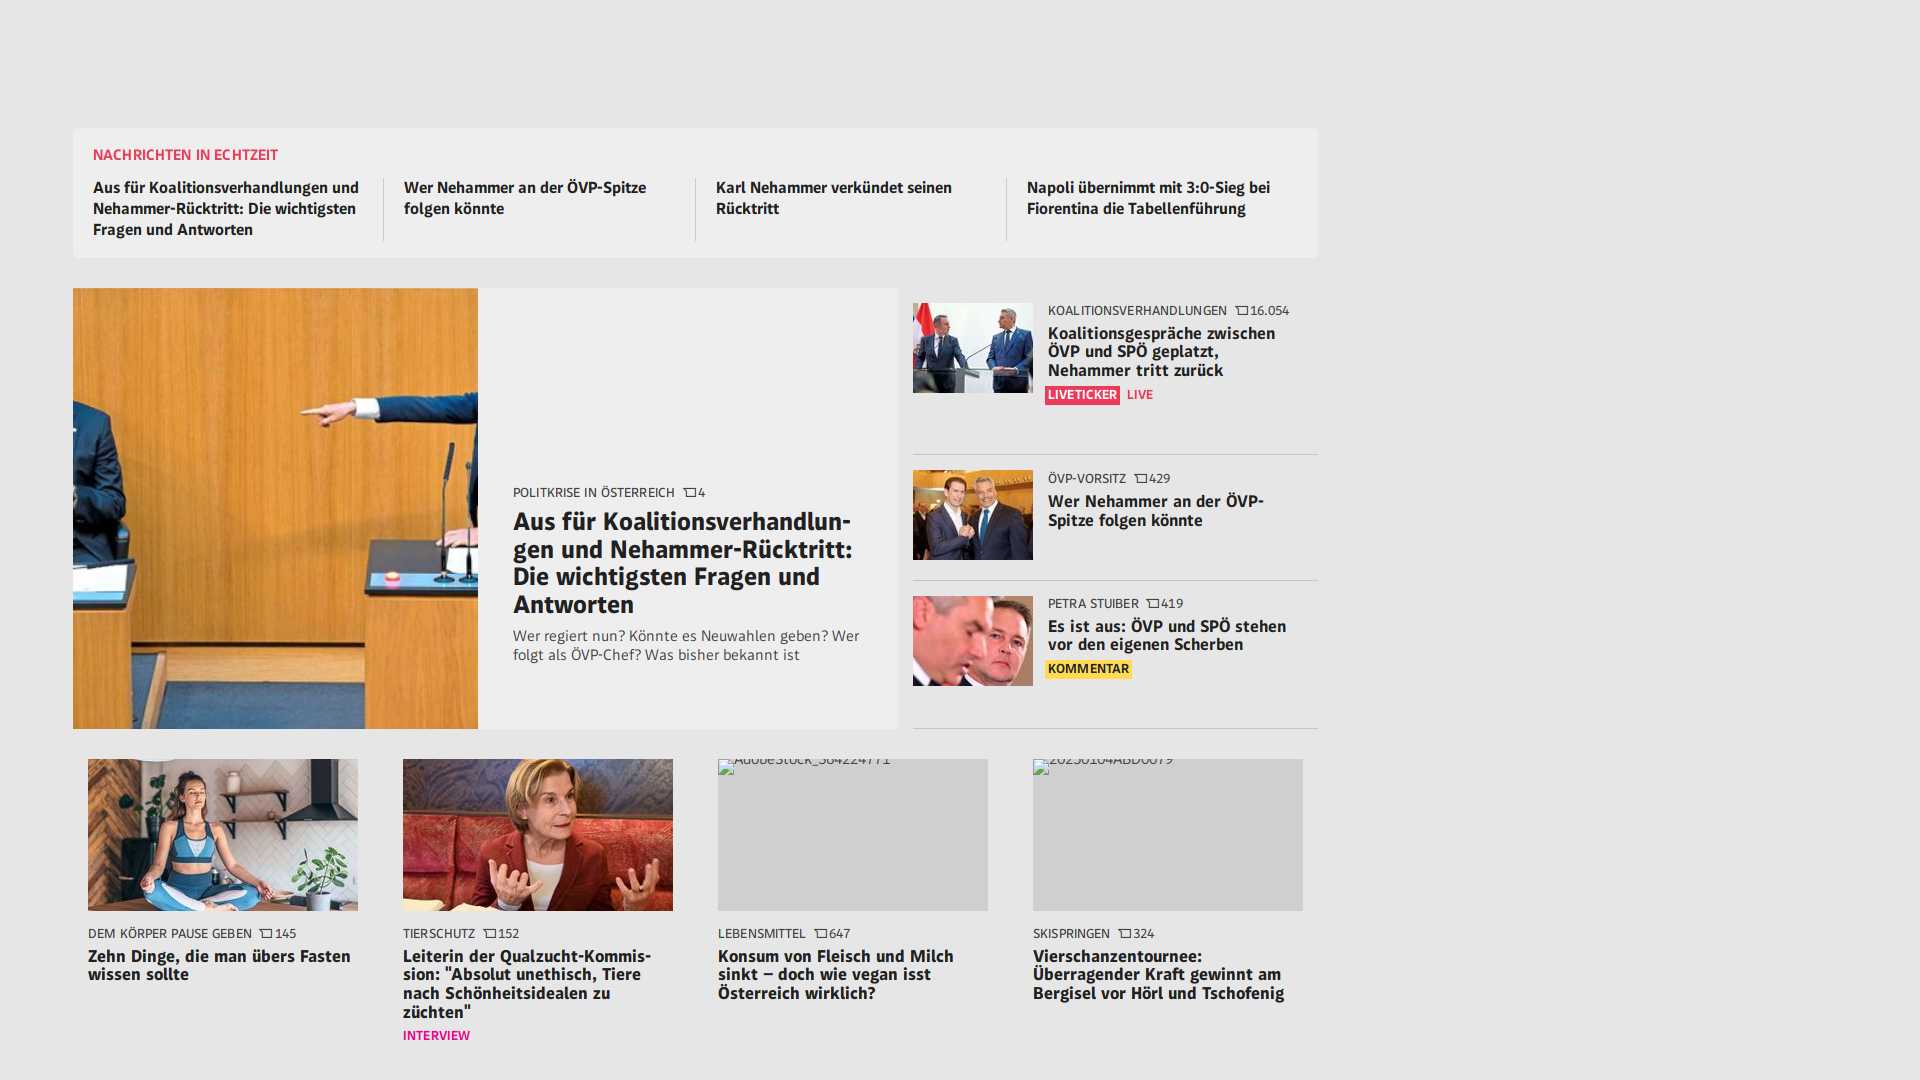 NACHRICHTEN IN ECHTZEIT
Aus für Koalitionsverhandlungen und
Nehammer-Rücktritt: Die wichtigsten
Fragen und Antworten
Wer Nehammer an der ÖVP-Spitze
folgen könnte
Karl Nehammer verkündet seinen
Rücktritt
Napoli übernimmt mit 3:0-Sieg bei
Fiorentina die Tabellenführung
POLITKRISE IN ÖSTERREICH 4
Aus für Koalitionsverhandlun-
gen und Nehammer-Rücktritt:
Die wichtigsten Fragen und
Antworten
Wer regiert nun? Könnte es Neuwahlen geben? Wer
folgt als ÖVP-Chef? Was bisher bekannt ist
KOALITIONSVERHANDLUNGEN 16.054
Koalitionsgespräche zwischen
ÖVP und SPÖ geplatzt,
Nehammer tritt zurück
LIVETICKER LIVE
ÖVP-VORSITZ 429
Wer Nehammer an der ÖVP-
Spitze folgen könnte
PETRA STUIBER 419
Es ist aus: ÖVP und SPÖ stehen
vor den eigenen Scherben
KOMMENTAR
DEM KÖRPER PAUSE GEBEN 145
Zehn Dinge, die man übers Fasten
wissen sollte
TIERSCHUTZ 152
Leiterin der Qualzucht-Kommis-
sion: "Absolut unethisch, Tiere
nach Schönheitsidealen zu
züchten"
INTERVIEW
AdobeStock_364224771
LEBENSMITTEL 647
Konsum von Fleisch und Milch
sinkt – doch wie vegan isst
Österreich wirklich?
20250104ABD0079
SKISPRINGEN 324
Vierschanzentournee:
Überragender Kraft gewinnt am
Bergisel vor Hörl und Tschofenig